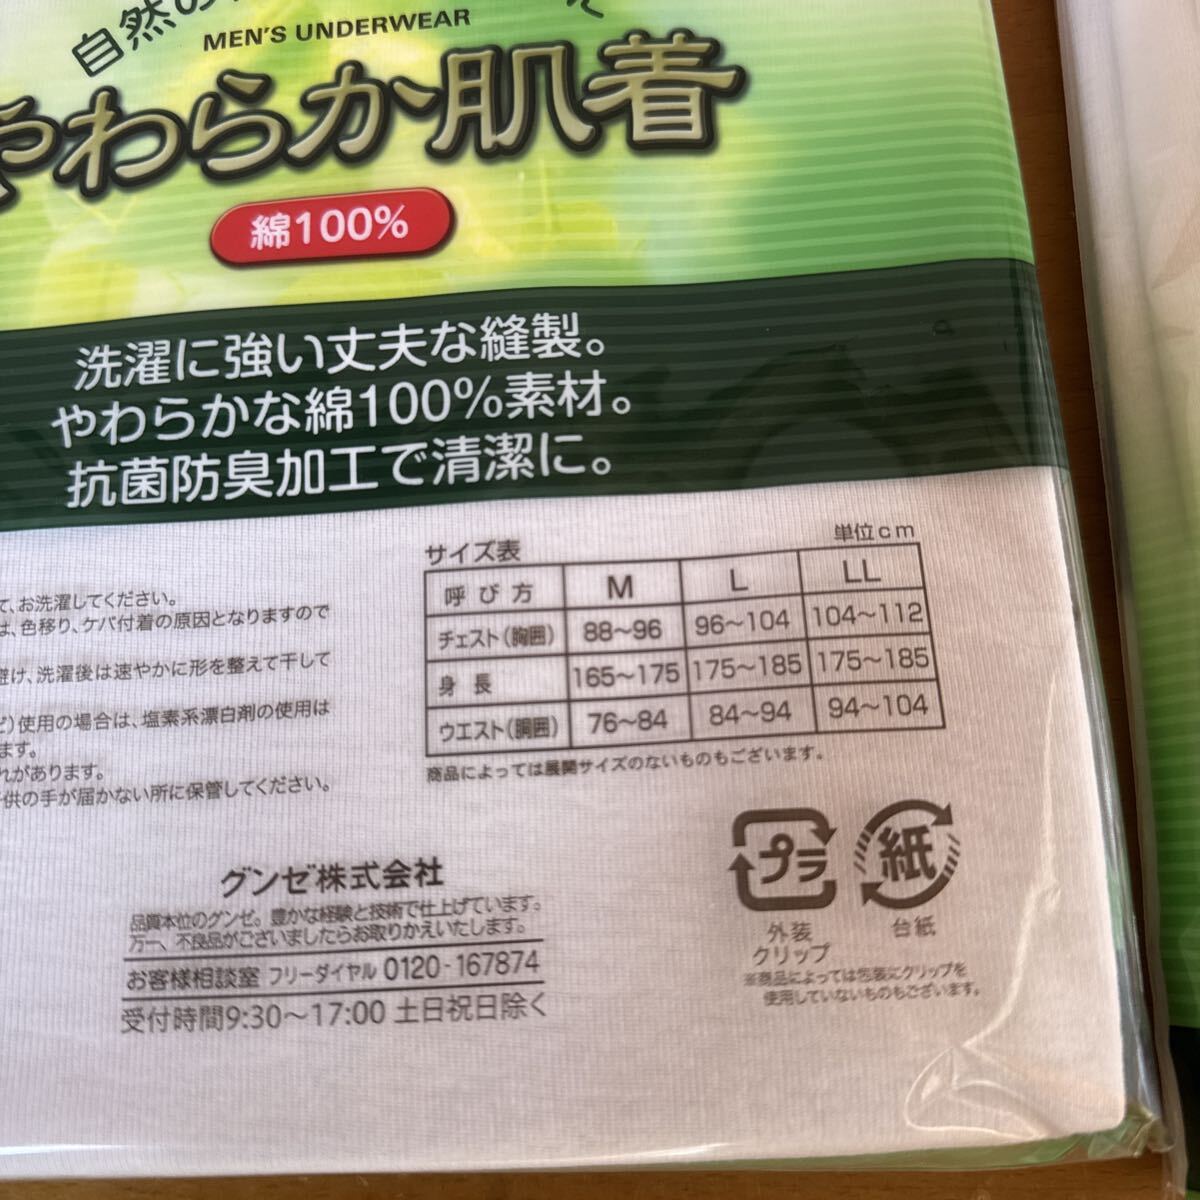 自然の
MEN'S UNDERWEAR
やわらか肌着
綿100%
洗濯に強い丈夫な縫製。
やわらかな綿100%素材。
抗菌防臭加工で清潔に。
て、お洗濯してください。
は、色移り、ケバ付着の原因となりますので
避け、洗濯後は速やかに形を整えて干して
ど)使用の場合は、塩素系漂白剤の使用は
ます。
れがあります。
供の手が届かない所に保管してください。
サイズ表 単位cm
呼び方 M L LL
チェスト(胸囲) 88～96 96～104 104～112
身長 165～175 175～185 175～185
ウエスト(胴囲) 76～84 84～94 94～104
商品によっては展開サイズのないものもございます。
グンゼ株式会社
品質本位のグンゼ。豊かな経験と技術で仕上げています。
万一、不良品がございましたらお取りかえいたします。
お客様相談室 フリーダイヤル 0120-167874
受付時間9:30～17:00 土日祝日除く
プラ
外装
クリップ
紙
台紙
※商品によっては包装にクリップを
使用していないものもございます。